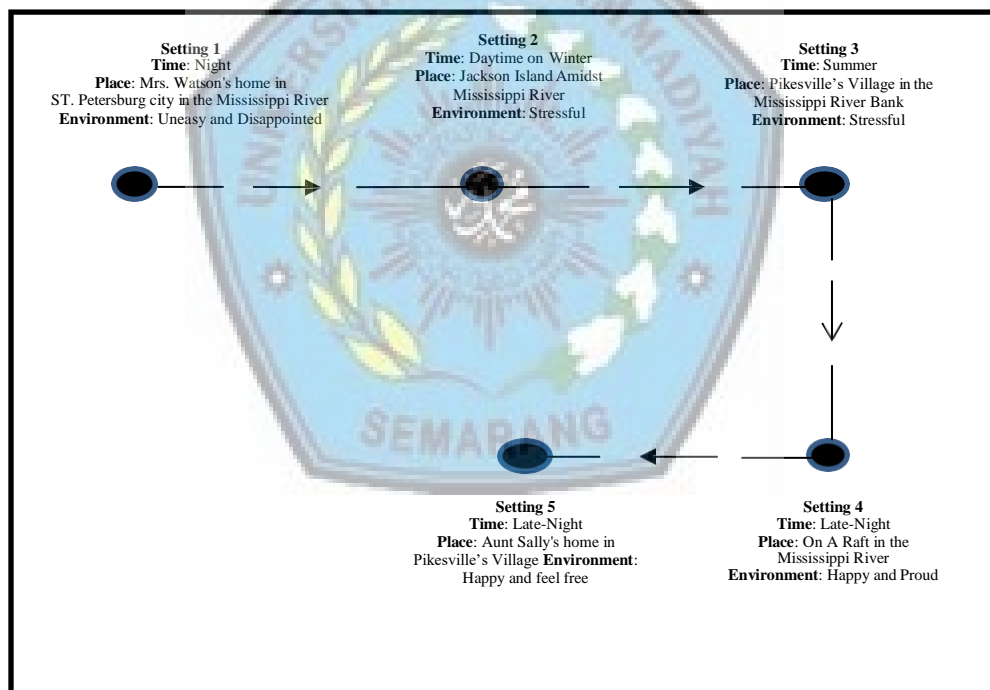 Setting 1
Time: Night
Place: Mrs. Watson's home in
ST. Petersburg city in the Mississippi River
Environment: Uneasy and Disappointed
Setting 2
Time: Daytime on Winter
Place: Jackson Island Amidst
Mississippi River
Environment: Stressful
Setting 3
Time: Summer
Place: Pikesville's Village in the
Mississippi River Bank
Environment: Stressful
Setting 4
Time: Late-Night
Place: On A Raft in the
Mississippi River
Environment: Happy and Proud
Setting 5
Time: Late-Night
Place: Aunt Sally's home in
Pikesville's Village Environment:
Happy and feel free
SEMARANG